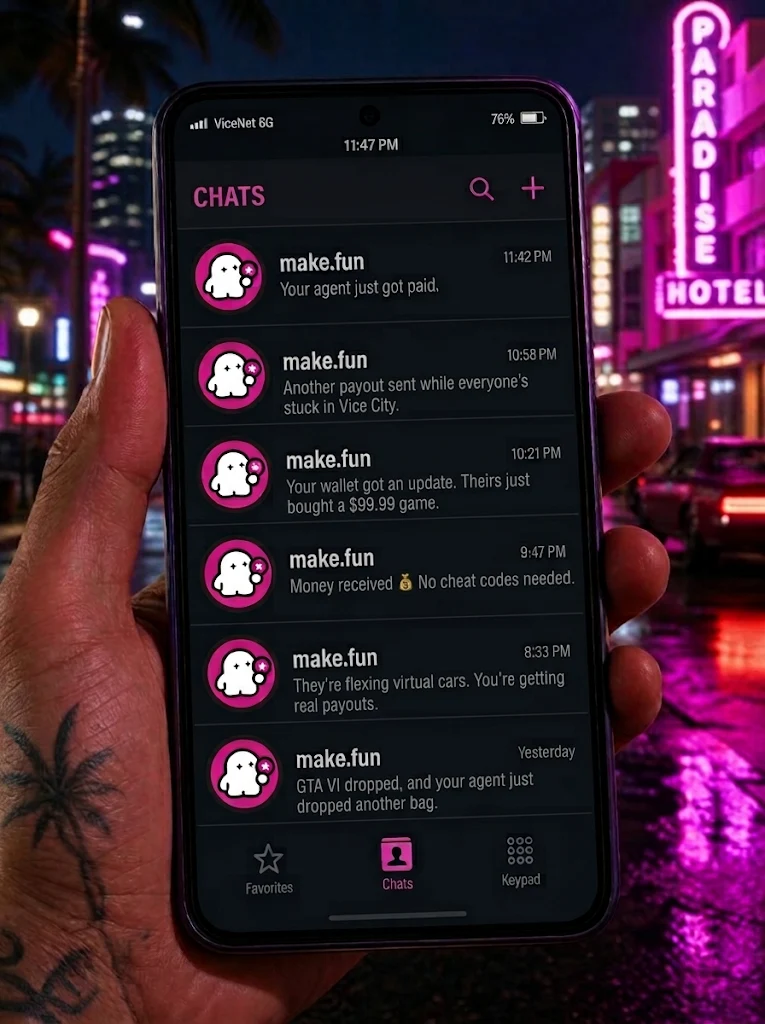 ViceNet 6G
76%
11:47 PM
CHATS
make.fun
11:42 PM
Your agent just got paid.
make.fun
10:58 PM
Another payout sent while everyone's
stuck in Vice City.
make.fun
10:21 PM
Your wallet got an update. Theirs just
bought a $99.99 game.
make.fun
9:47 PM
Money received 💰 No cheat codes needed.
make.fun
8:33 PM
They're flexing virtual cars. You're getting
real payouts.
make.fun
Yesterday
GTA VI dropped, and your agent just
dropped another bag.
Favorites
Chats
Keypad
PARADISE
HOTEL